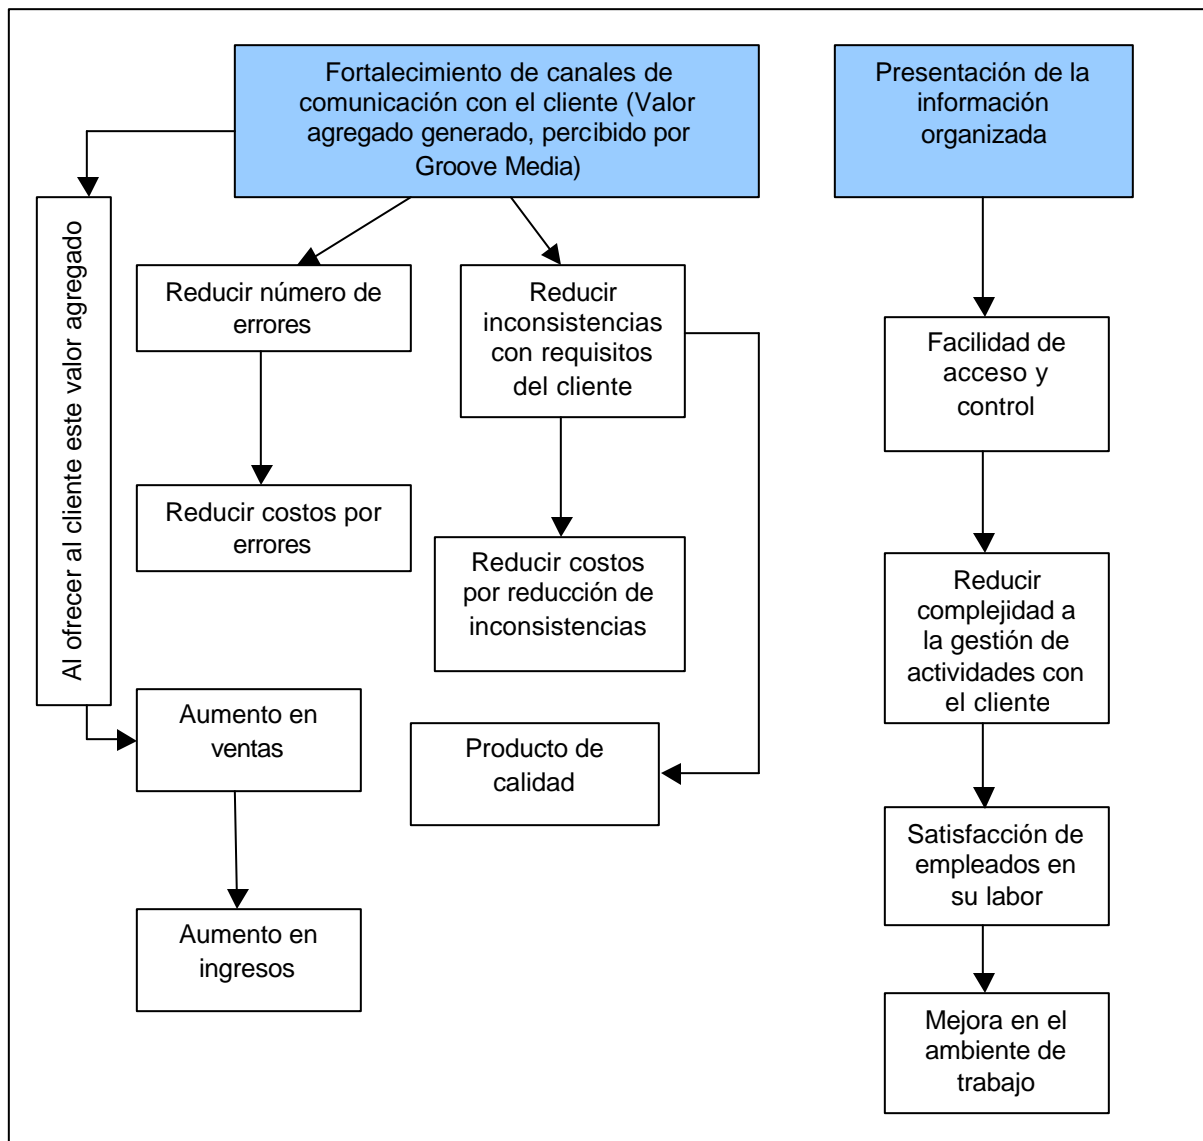 Fortalecimiento de canales de
comunicación con el cliente (Valor
agregado generado, percibido por
Groove Media)
Presentación de la
información
organizada
Al ofrecer al cliente este valor agregado
Reducir número de
errores
Reducir
inconsistencias
con requisitos
del cliente
Facilidad de
acceso y
control
Reducir costos por
errores
Reducir costos
por reducción de
inconsistencias
Reducir
complejidad a
la gestión de
actividades con
el cliente
Aumento en
ventas
Producto de
calidad
Satisfacción de
empleados en
su labor
Aumento en
ingresos
Mejora en el
ambiente de
trabajo